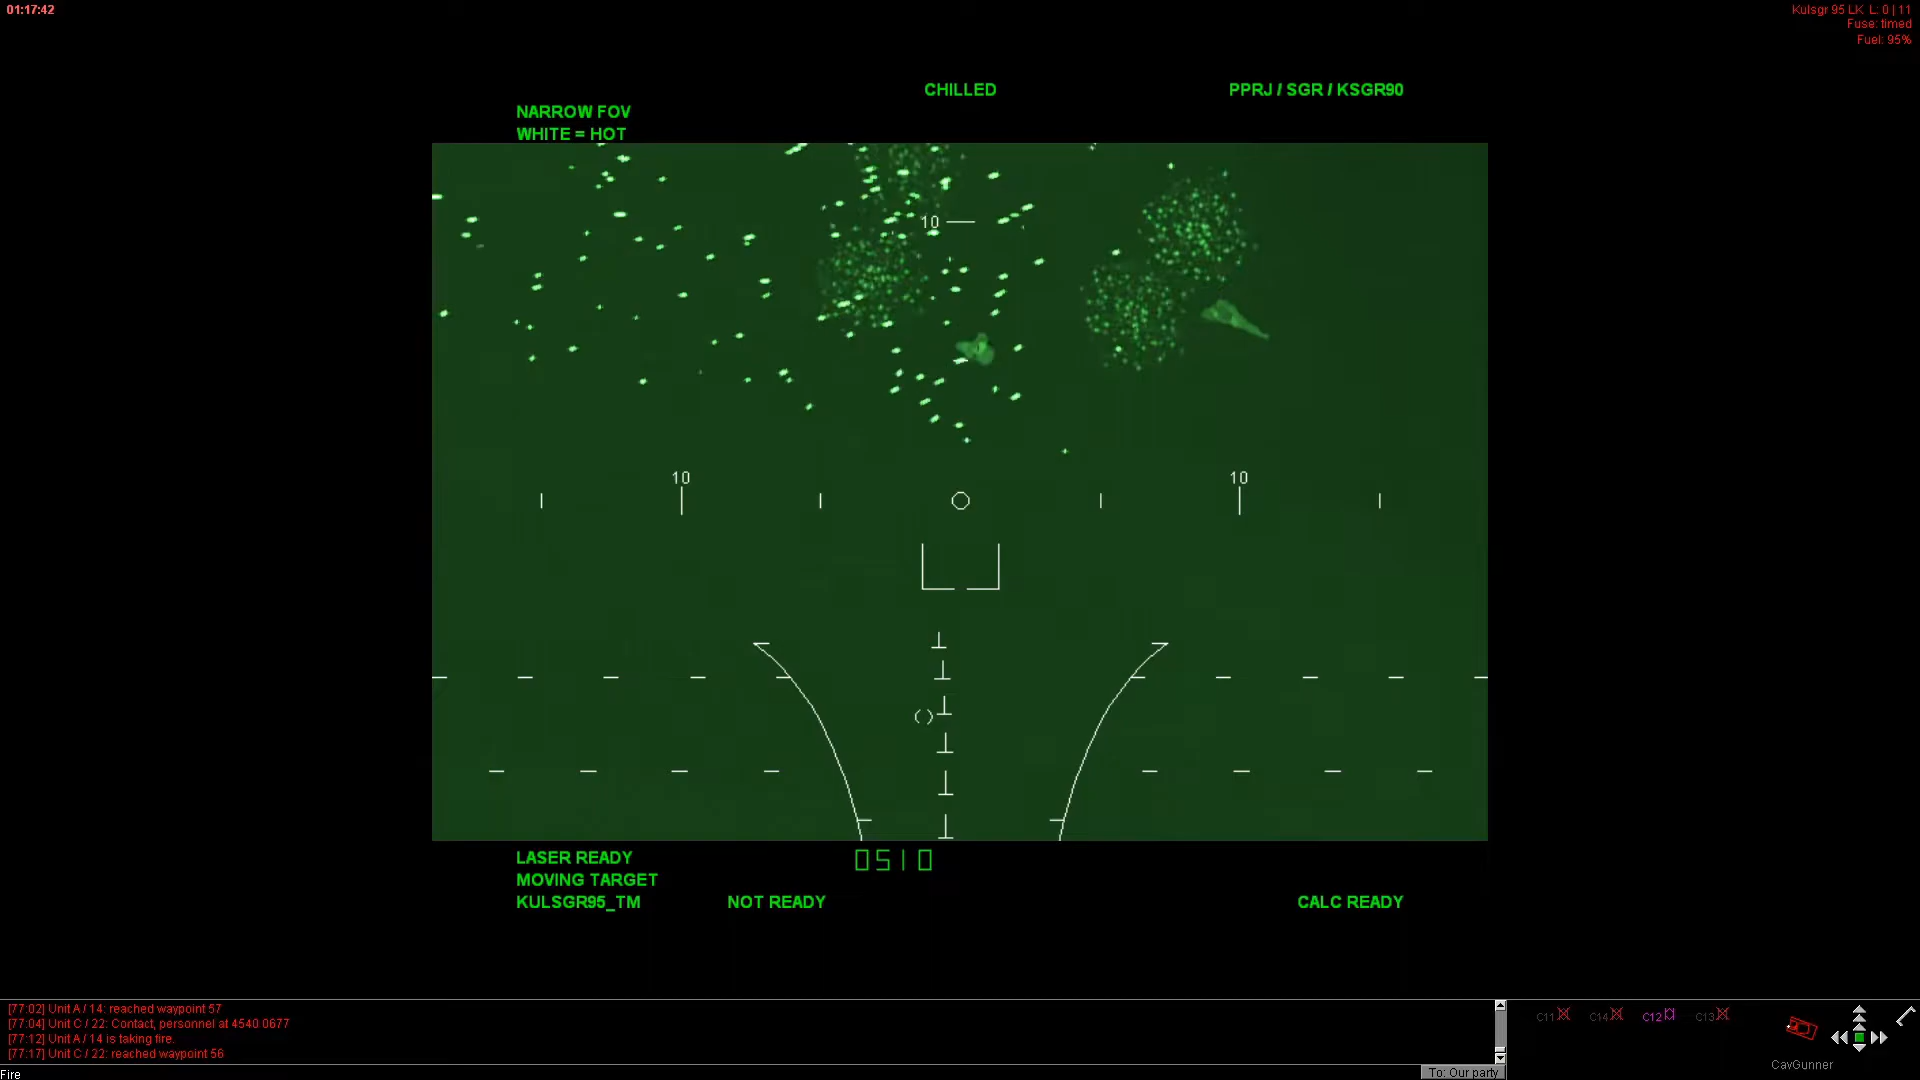 01:17:42
Kulsgr 95 LK L: 0 | 11
Fuse: timed
Fuel: 95%
CHILLED
PPRJ / SGR / KSGR90
NARROW FOV
WHITE = HOT
10
10
10
LASER READY
0510
MOVING TARGET
KULSGR95_TM
NOT READY
CALC READY
[77:02] Unit A / 14: reached waypoint 57
[77:04] Unit C / 22: Contact, personnel at 4540 0677
[77:12] Unit A / 14 is taking fire.
[77:17] Unit C / 22: reached waypoint 56
C11
C14
C12
C13
CavGunner
Fire
To: Our party